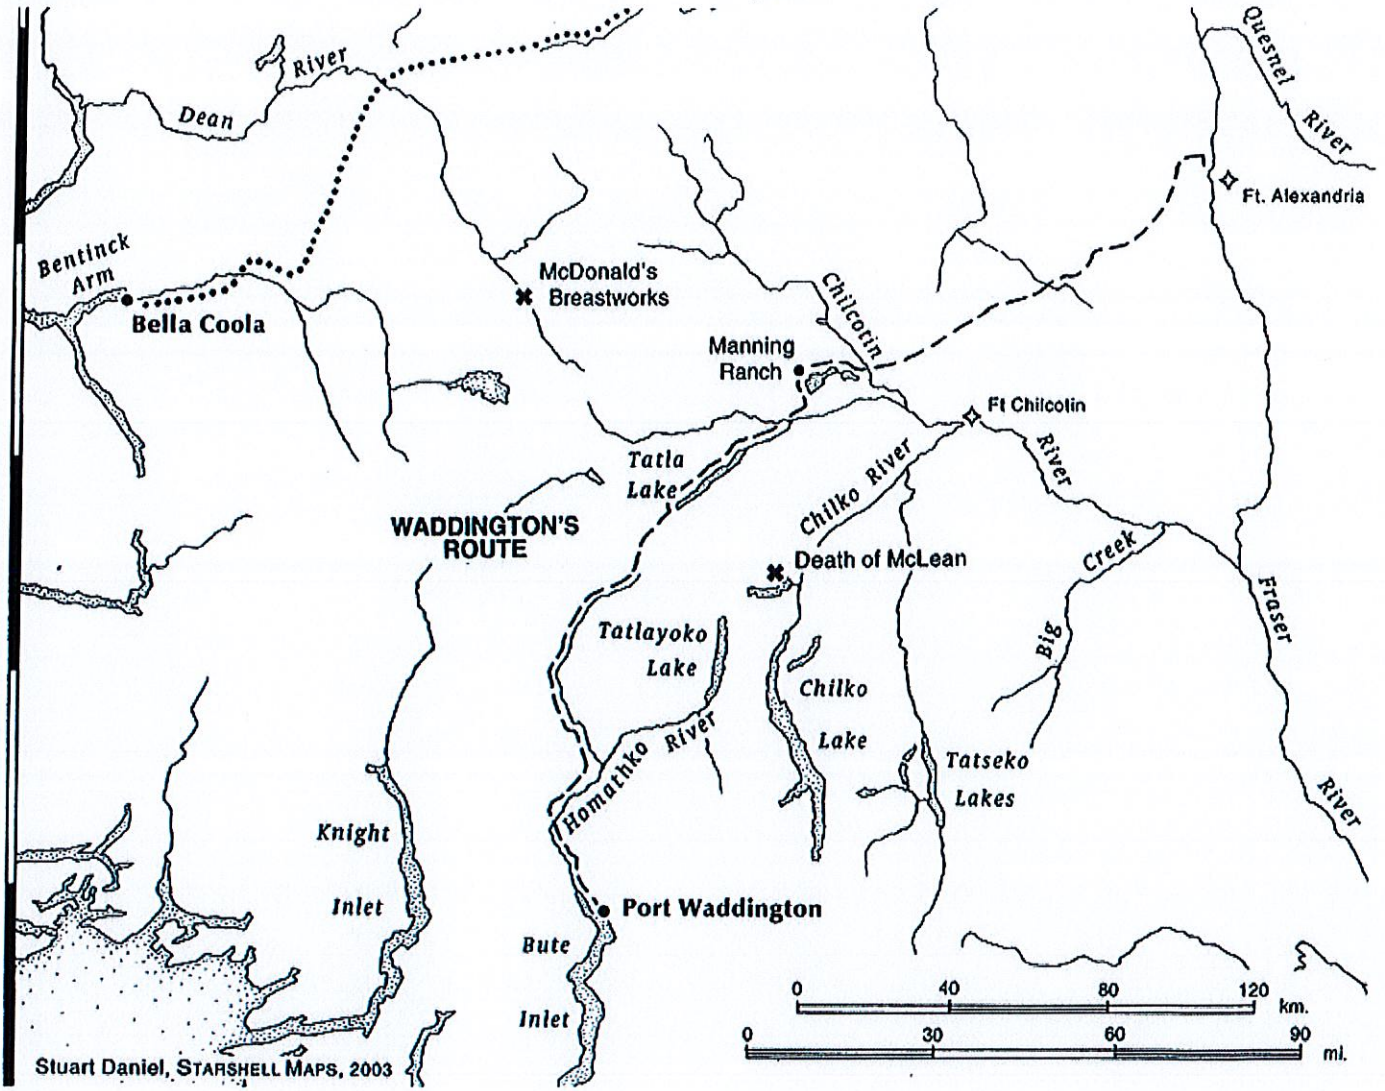 Quesnel
River
River
Dean
Ft. Alexandria
Bentinck
Arm
McDonald's
Breastworks
Chilcotin
Bella Coola
Manning
Ranch
Ft Chilcotin
River
Tatla
Lake
Chilko River
WADDINGTON'S
ROUTE
Creek
Death of McLean
Fraser
Tatlayoko
Lake
Big
Chilko
Lake
River
Homathko
Tatseko
Lakes
River
Knight
Inlet
Port Waddington
Bute
Inlet
0 40 80 120
km.
0 30 60 90
mi.
Stuart Daniel, STARSHELL MAPS, 2003